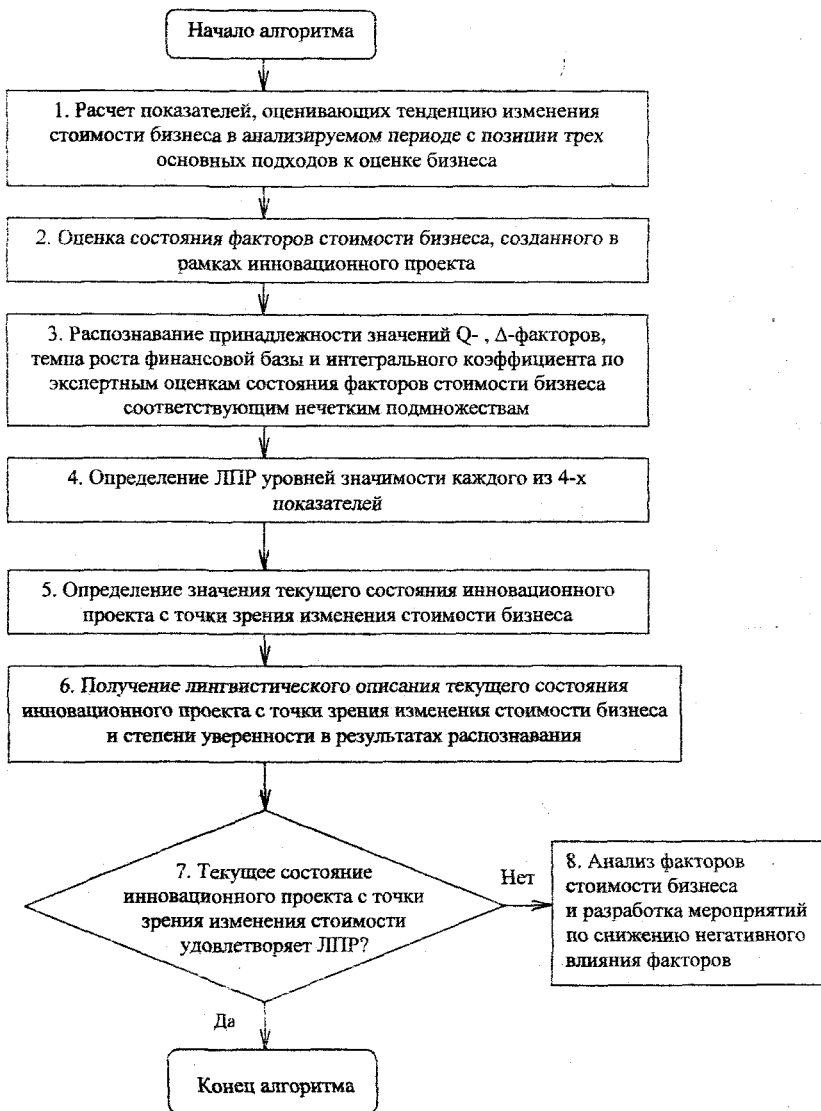 Начало алгоритма
1. Расчет показателей, оценивающих тенденцию изменения
стоимости бизнеса в анализируемом периоде с позиции трех
основных подходов к оценке бизнеса
2. Оценка состояния факторов стоимости бизнеса, созданного в
рамках инновационного проекта
3. Распознавание принадлежности значений Q- , Δ-факторов,
темпа роста финансовой базы и интегрального коэффициента по
экспертным оценкам состояния факторов стоимости бизнеса
соответствующим нечетким подмножествам
4. Определение ЛПР уровней значимости каждого из 4-х
показателей
5. Определение значения текущего состояния инновационного
проекта с точки зрения изменения стоимости бизнеса
6. Получение лингвистического описания текущего состояния
инновационного проекта с точки зрения изменения стоимости бизнеса
и степени уверенности в результатах распознавания
7. Текущее состояние
инновационного проекта с точки
зрения изменения стоимости
удовлетворяет ЛПР?
Нет
8. Анализ факторов
стоимости бизнеса
и разработка мероприятий
по снижению негативного
влияния факторов
Да
Конец алгоритма